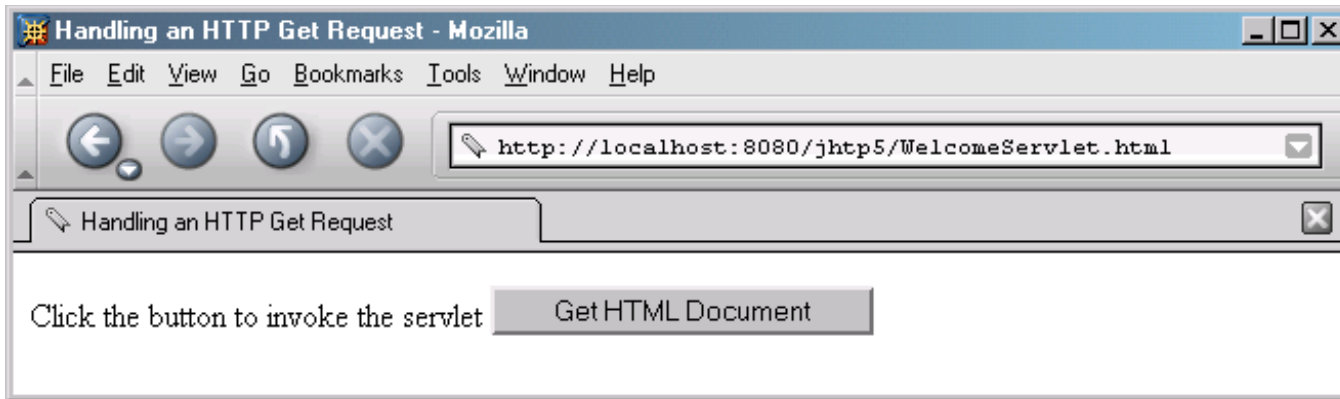 Handling an HTTP Get Request - Mozilla
File Edit View Go Bookmarks Tools Window Help
http://localhost:8080/jhtp5/WelcomeServlet.html
Handling an HTTP Get Request
Click the button to invoke the servlet Get HTML Document